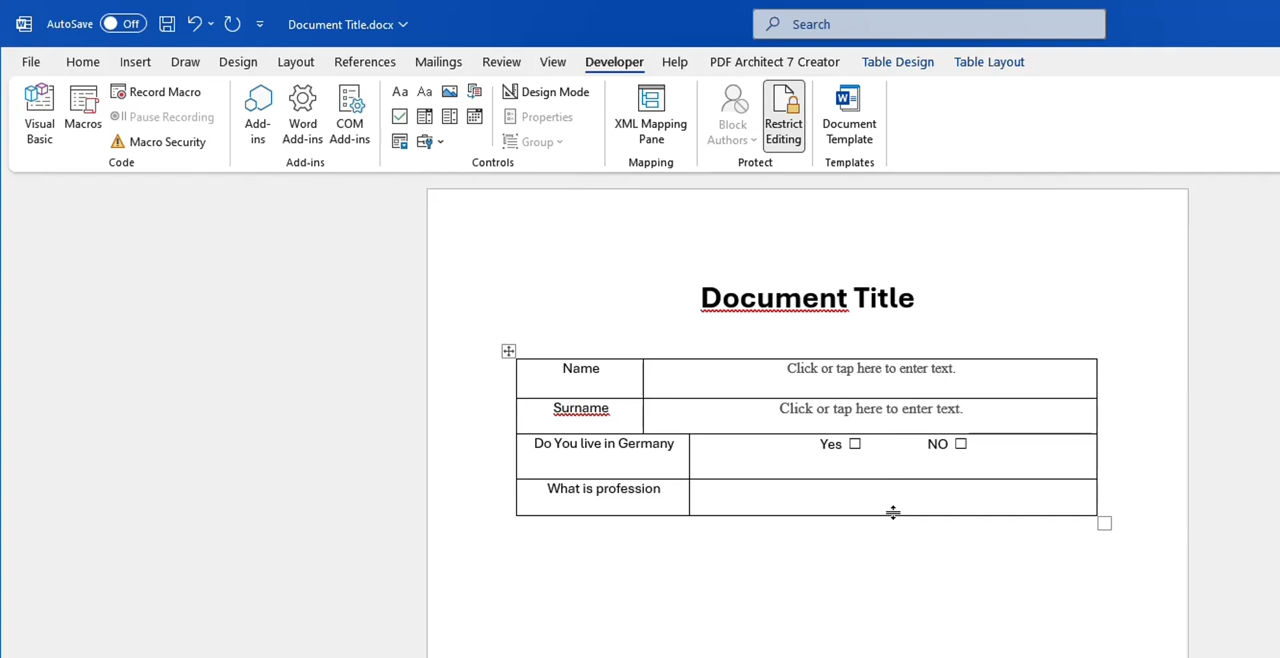 AutoSave Off Document Title.docx Search
File Home Insert Draw Design Layout References Mailings Review View Developer Help PDF Architect 7 Creator Table Design Table Layout
Visual Basic
Macros
Record Macro
Pause Recording
Macro Security
Code
Add-ins
Word Add-ins
COM Add-ins
Add-ins
Aa Aa
Design Mode
Properties
Group
Controls
XML Mapping Pane
Mapping
Block Authors
Restrict Editing
Protect
Document Template
Templates
Document Title
Name Click or tap here to enter text.
Surname Click or tap here to enter text.
Do You live in Germany Yes ☐ NO ☐
What is profession